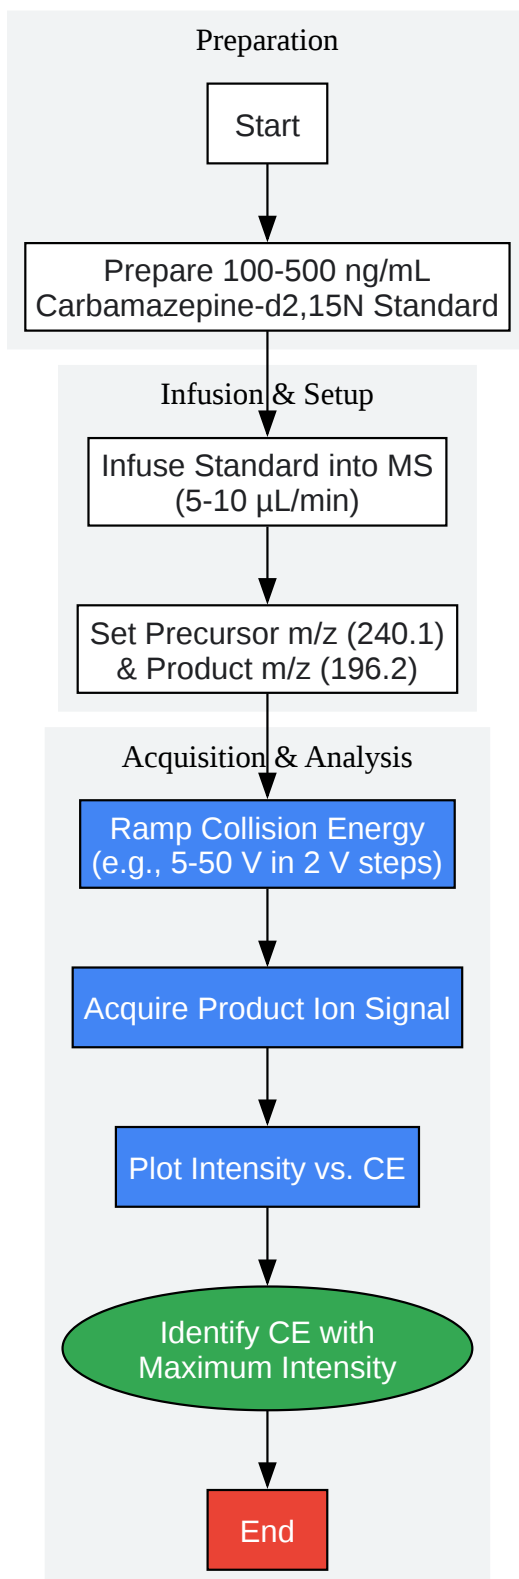 Preparation
Start
Prepare 100-500 ng/mL
Carbamazepine-d2,15N Standard
Infusion & Setup
Infuse Standard into MS
(5-10 µL/min)
Set Precursor m/z (240.1)
& Product m/z (196.2)
Acquisition & Analysis
Ramp Collision Energy
(e.g., 5-50 V in 2 V steps)
Acquire Product Ion Signal
Plot Intensity vs. CE
Identify CE with
Maximum Intensity
End